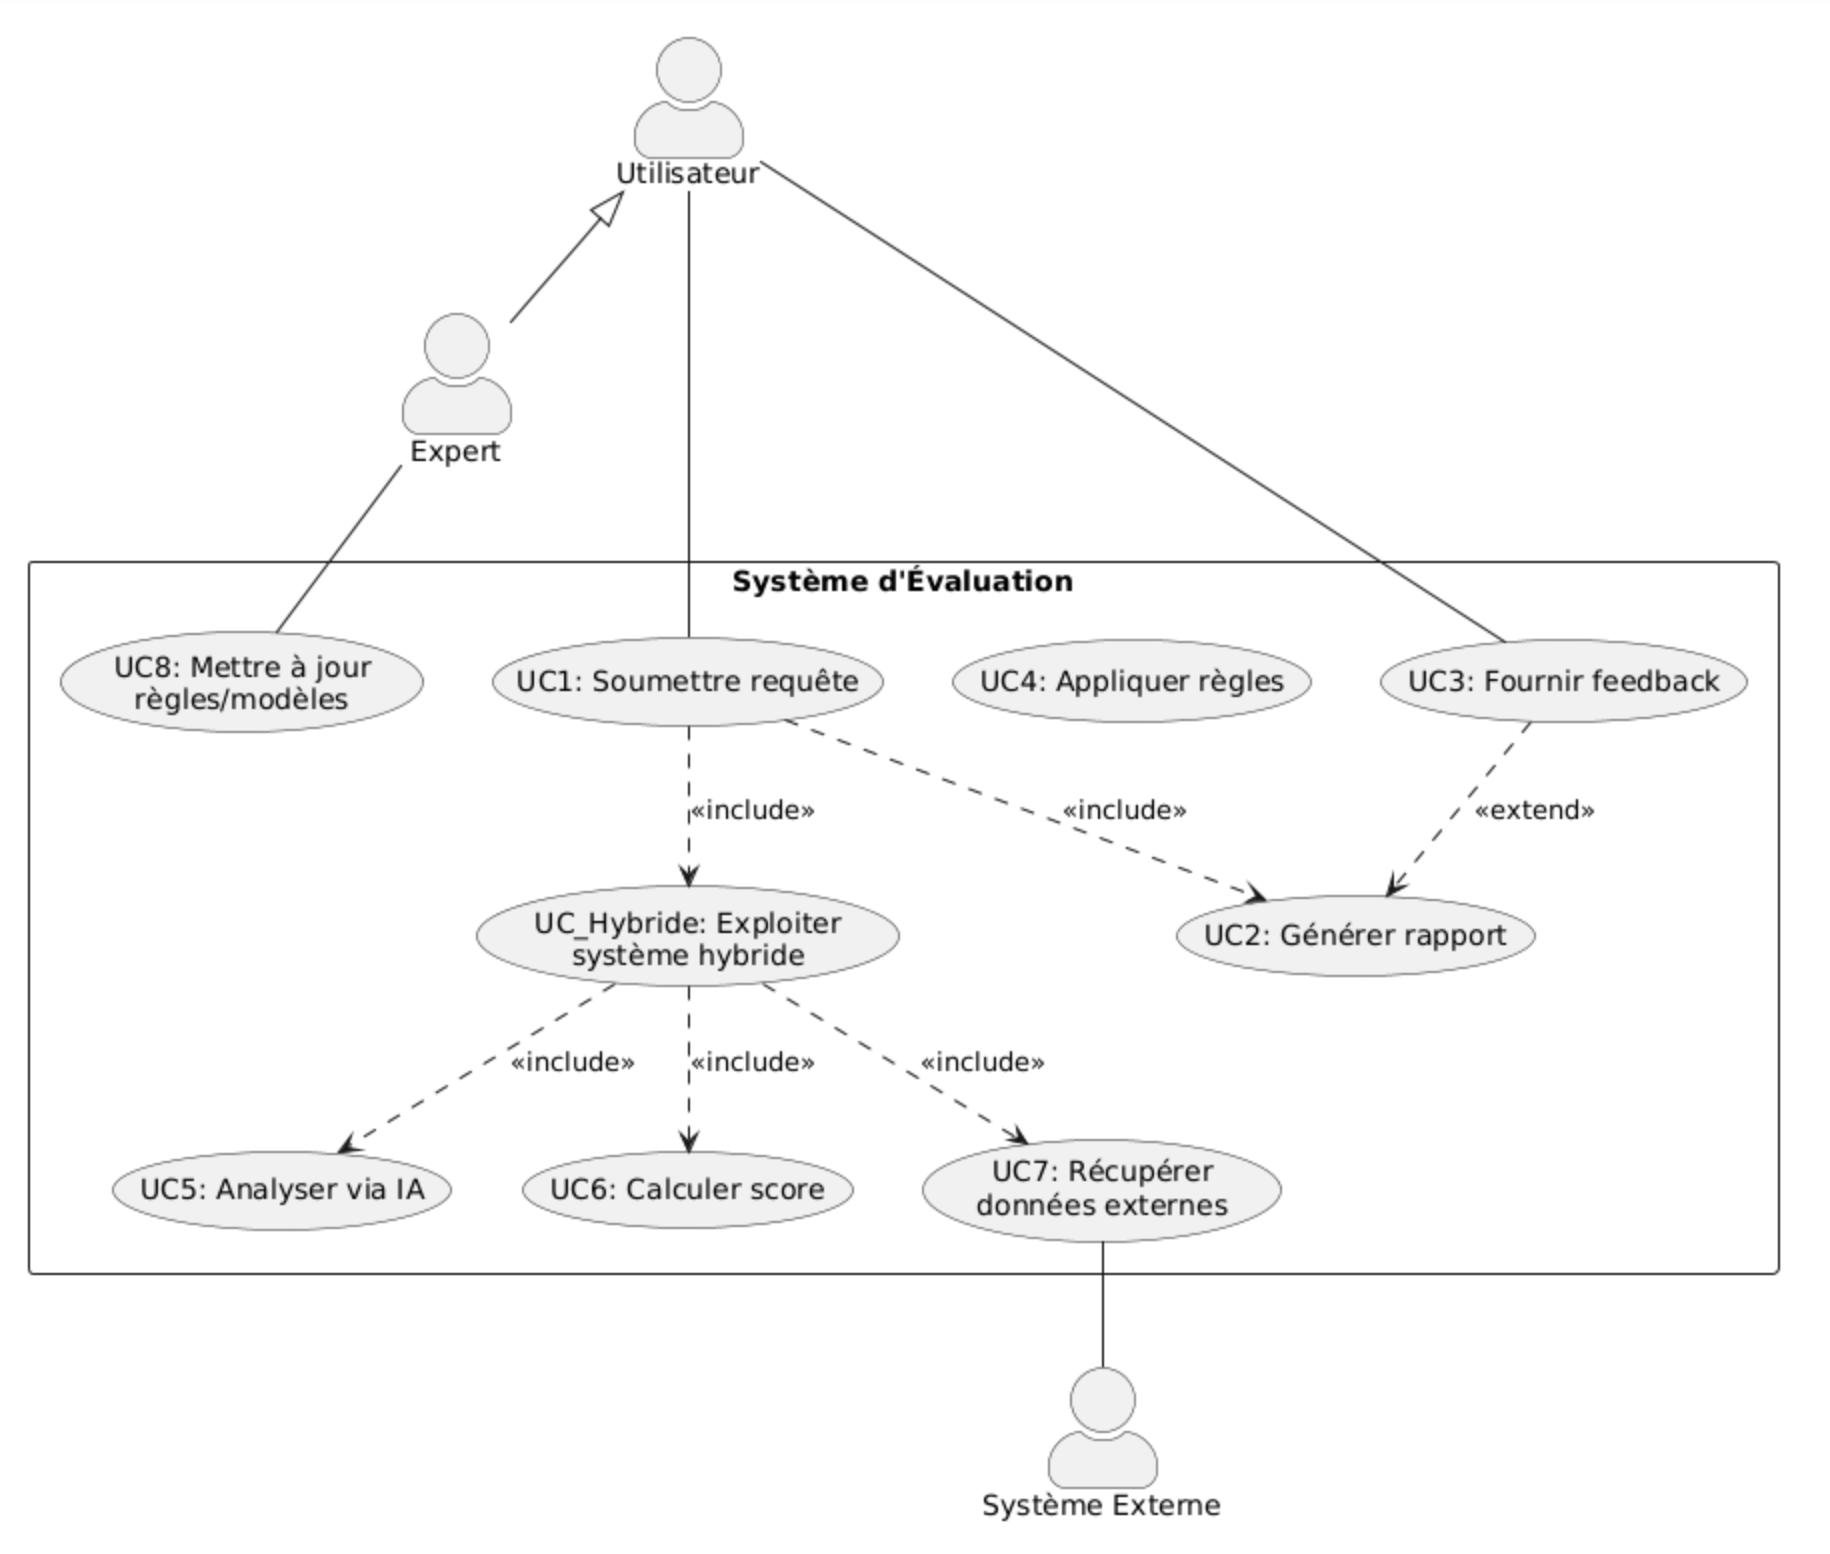 Utilisateur
Expert
Système d'Évaluation
UC8: Mettre à jour
règles/modèles
UC1: Soumettre requête
UC4: Appliquer règles
UC3: Fournir feedback
«include»
«include»
«extend»
UC_Hybride: Exploiter
système hybride
UC2: Générer rapport
«include»
«include»
«include»
UC5: Analyser via IA
UC6: Calculer score
UC7: Récupérer
données externes
Système Externe